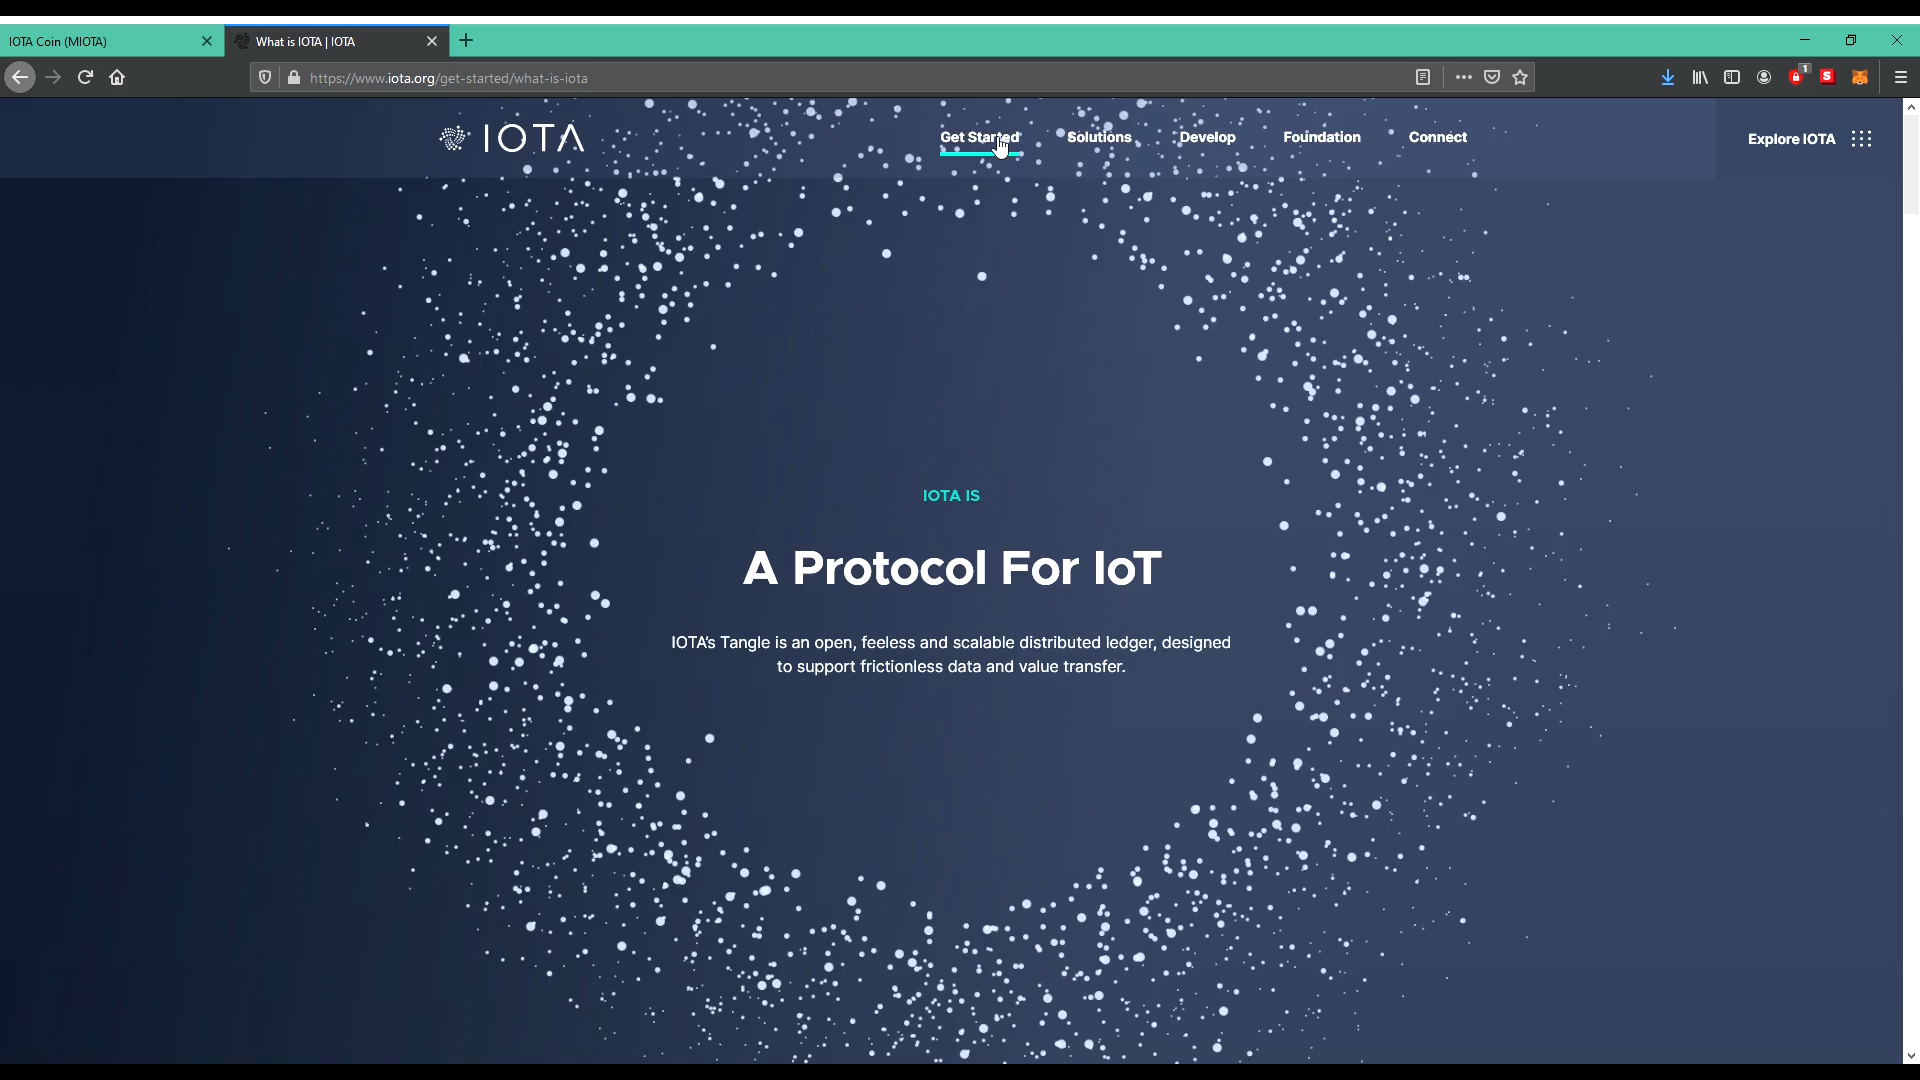 IOTA Coin (MIOTA)
What is IOTA | IOTA
https://www.iota.org/get-started/what-is-iota
1
S
IOTA
Get Started
Solutions
Develop
Foundation
Connect
Explore IOTA
IOTA IS
A Protocol For IoT
IOTA's Tangle is an open, feeless and scalable distributed ledger, designed
to support frictionless data and value transfer.